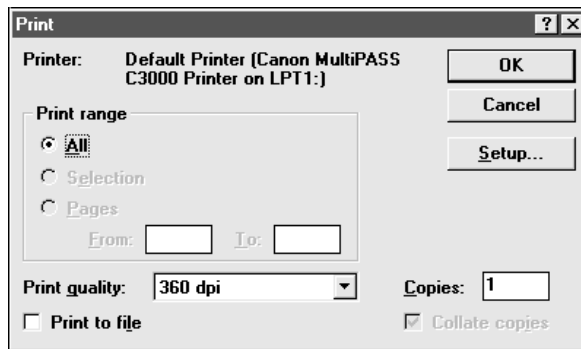 Print
Printer: Default Printer (Canon MultiPASS
C3000 Printer on LPT1:)
OK
Cancel
Setup...
Print range
All
Selection
Pages
From: To:
Print quality: 360 dpi
Copies: 1
Print to file
Collate copies